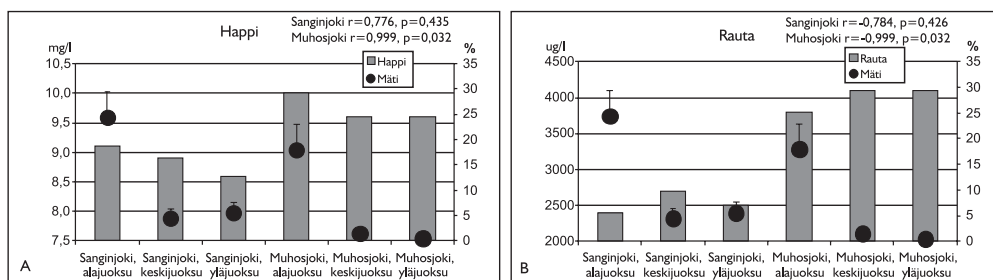 Sanginjoki r=0,776, p=0,435
Happi
Muhosjoki r=0,999, p=0,032
mg/l
%
10,5
10,0
9,5
9,0
8,5
8,0
7,5
35
30
25
20
15
10
5
0
Happi
Mäti
Sanginjoki, alajuoksu
Sanginjoki, keskijuoksu
Sanginjoki, yläjuoksu
Muhosjoki, alajuoksu
Muhosjoki, keskijuoksu
Muhosjoki, yläjuoksu
A
Sanginjoki r=-0,784, p=0,426
Rauta
Muhosjoki r=-0,999, p=0,032
ug/l
%
4500
4000
3500
3000
2500
2000
35
30
25
20
15
10
5
0
Rauta
Mäti
Sanginjoki, alajuoksu
Sanginjoki, keskijuoksu
Sanginjoki, yläjuoksu
Muhosjoki, alajuoksu
Muhosjoki, keskijuoksu
Muhosjoki, yläjuoksu
B